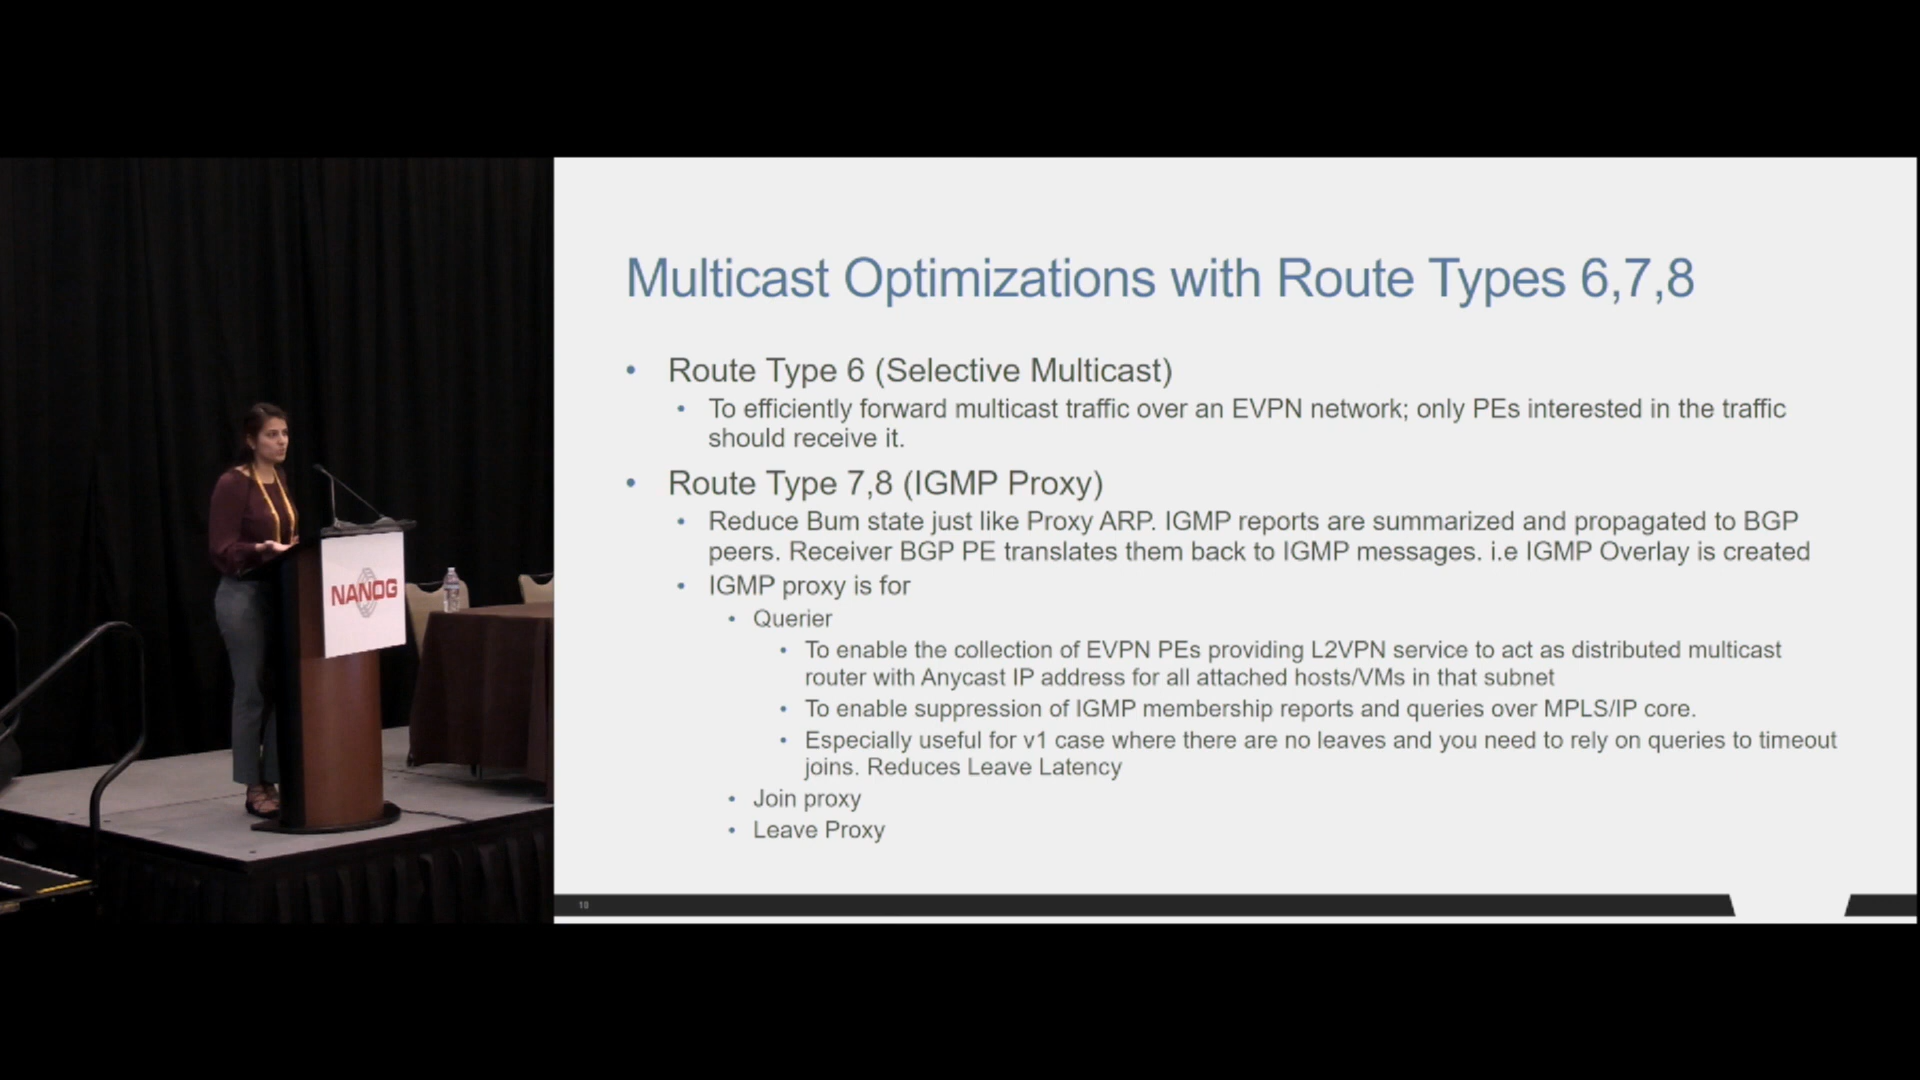 Multicast Optimizations with Route Types 6,7,8
• Route Type 6 (Selective Multicast)
• To efficiently forward multicast traffic over an EVPN network; only PEs interested in the traffic
should receive it.
• Route Type 7,8 (IGMP Proxy)
• Reduce Bum state just like Proxy ARP. IGMP reports are summarized and propagated to BGP
peers. Receiver BGP PE translates them back to IGMP messages. i.e IGMP Overlay is created
• IGMP proxy is for
• Querier
• To enable the collection of EVPN PEs providing L2VPN service to act as distributed multicast
router with Anycast IP address for all attached hosts/VMs in that subnet
• To enable suppression of IGMP membership reports and queries over MPLS/IP core.
• Especially useful for v1 case where there are no leaves and you need to rely on queries to timeout
joins. Reduces Leave Latency
• Join proxy
• Leave Proxy
NANOG